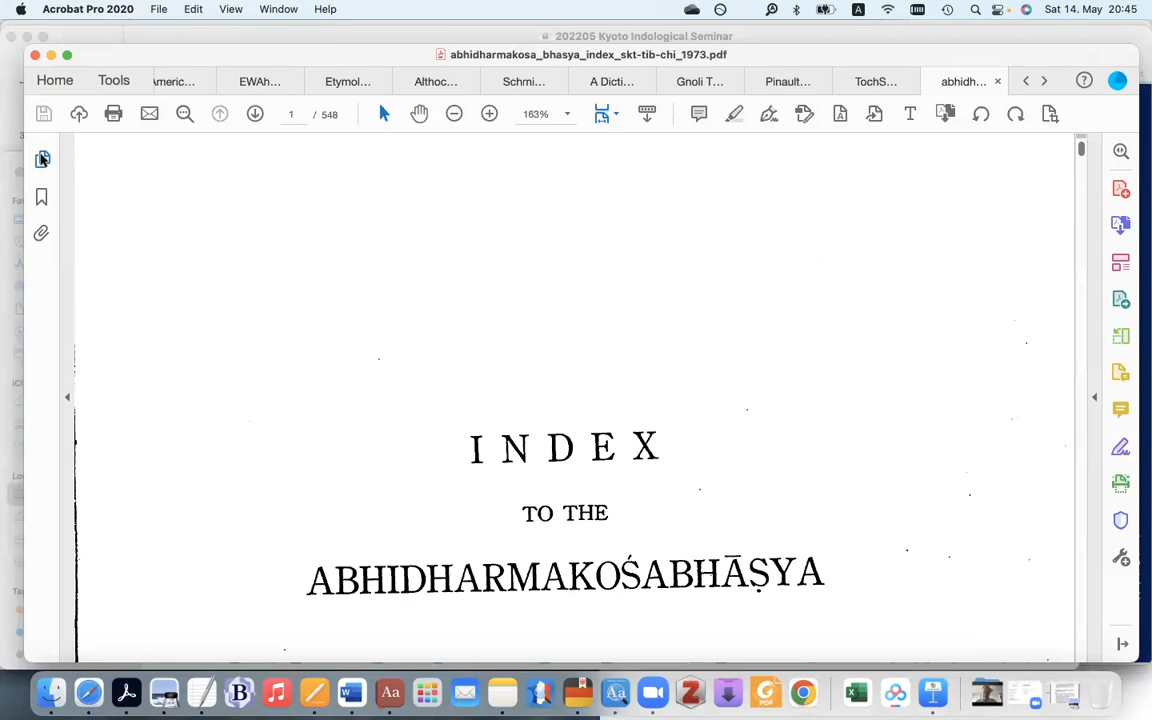 Acrobat Pro 2020 File Edit View Window Help A Sat 14. May 20:45
202205 Kyoto Indological Seminar
abhidharmakosa_bhasya_index_skt-tib-chi_1973.pdf
Home Tools americ... EWAh... Etymol... Althoc... Schmi... A Dicti... Gnoli T... Pinault... TechS... abhidh... ×
1 / 548 163%
I N D E X
TO THE
ABHIDHARMAKOŚABHĀṢYA